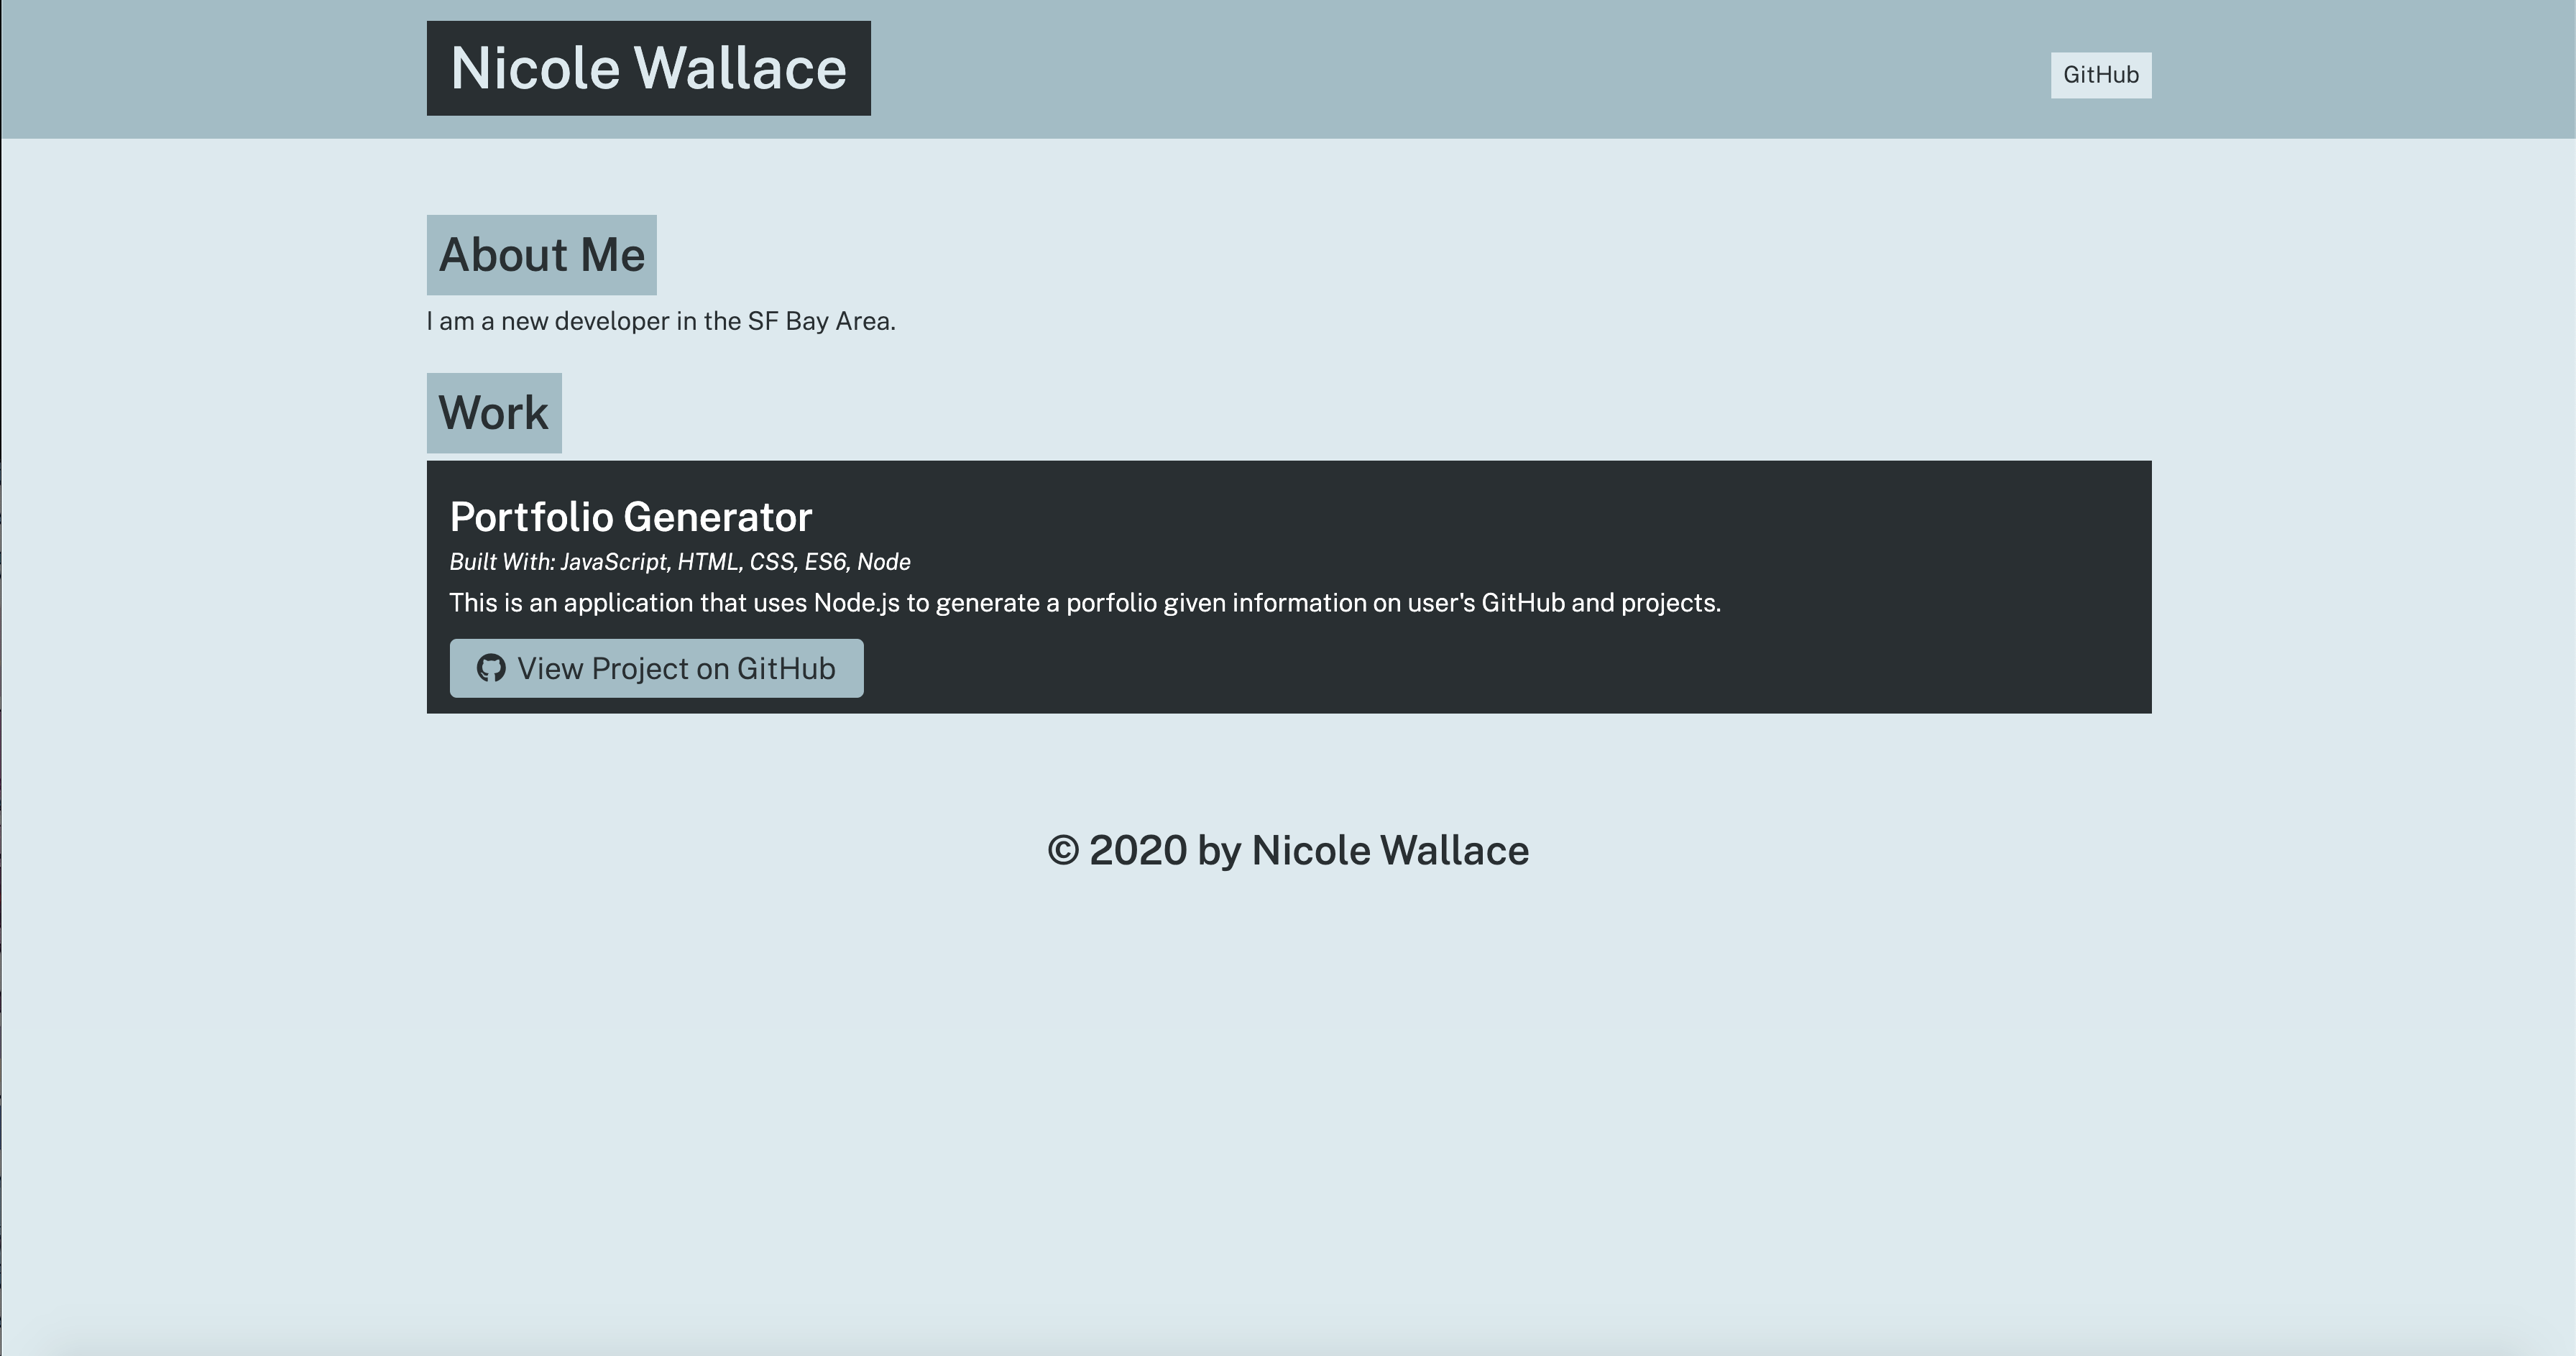 Nicole Wallace
GitHub
About Me
I am a new developer in the SF Bay Area.
Work
Portfolio Generator
Built With: JavaScript, HTML, CSS, ES6, Node
This is an application that uses Node.js to generate a porfolio given information on user's GitHub and projects.
View Project on GitHub
© 2020 by Nicole Wallace